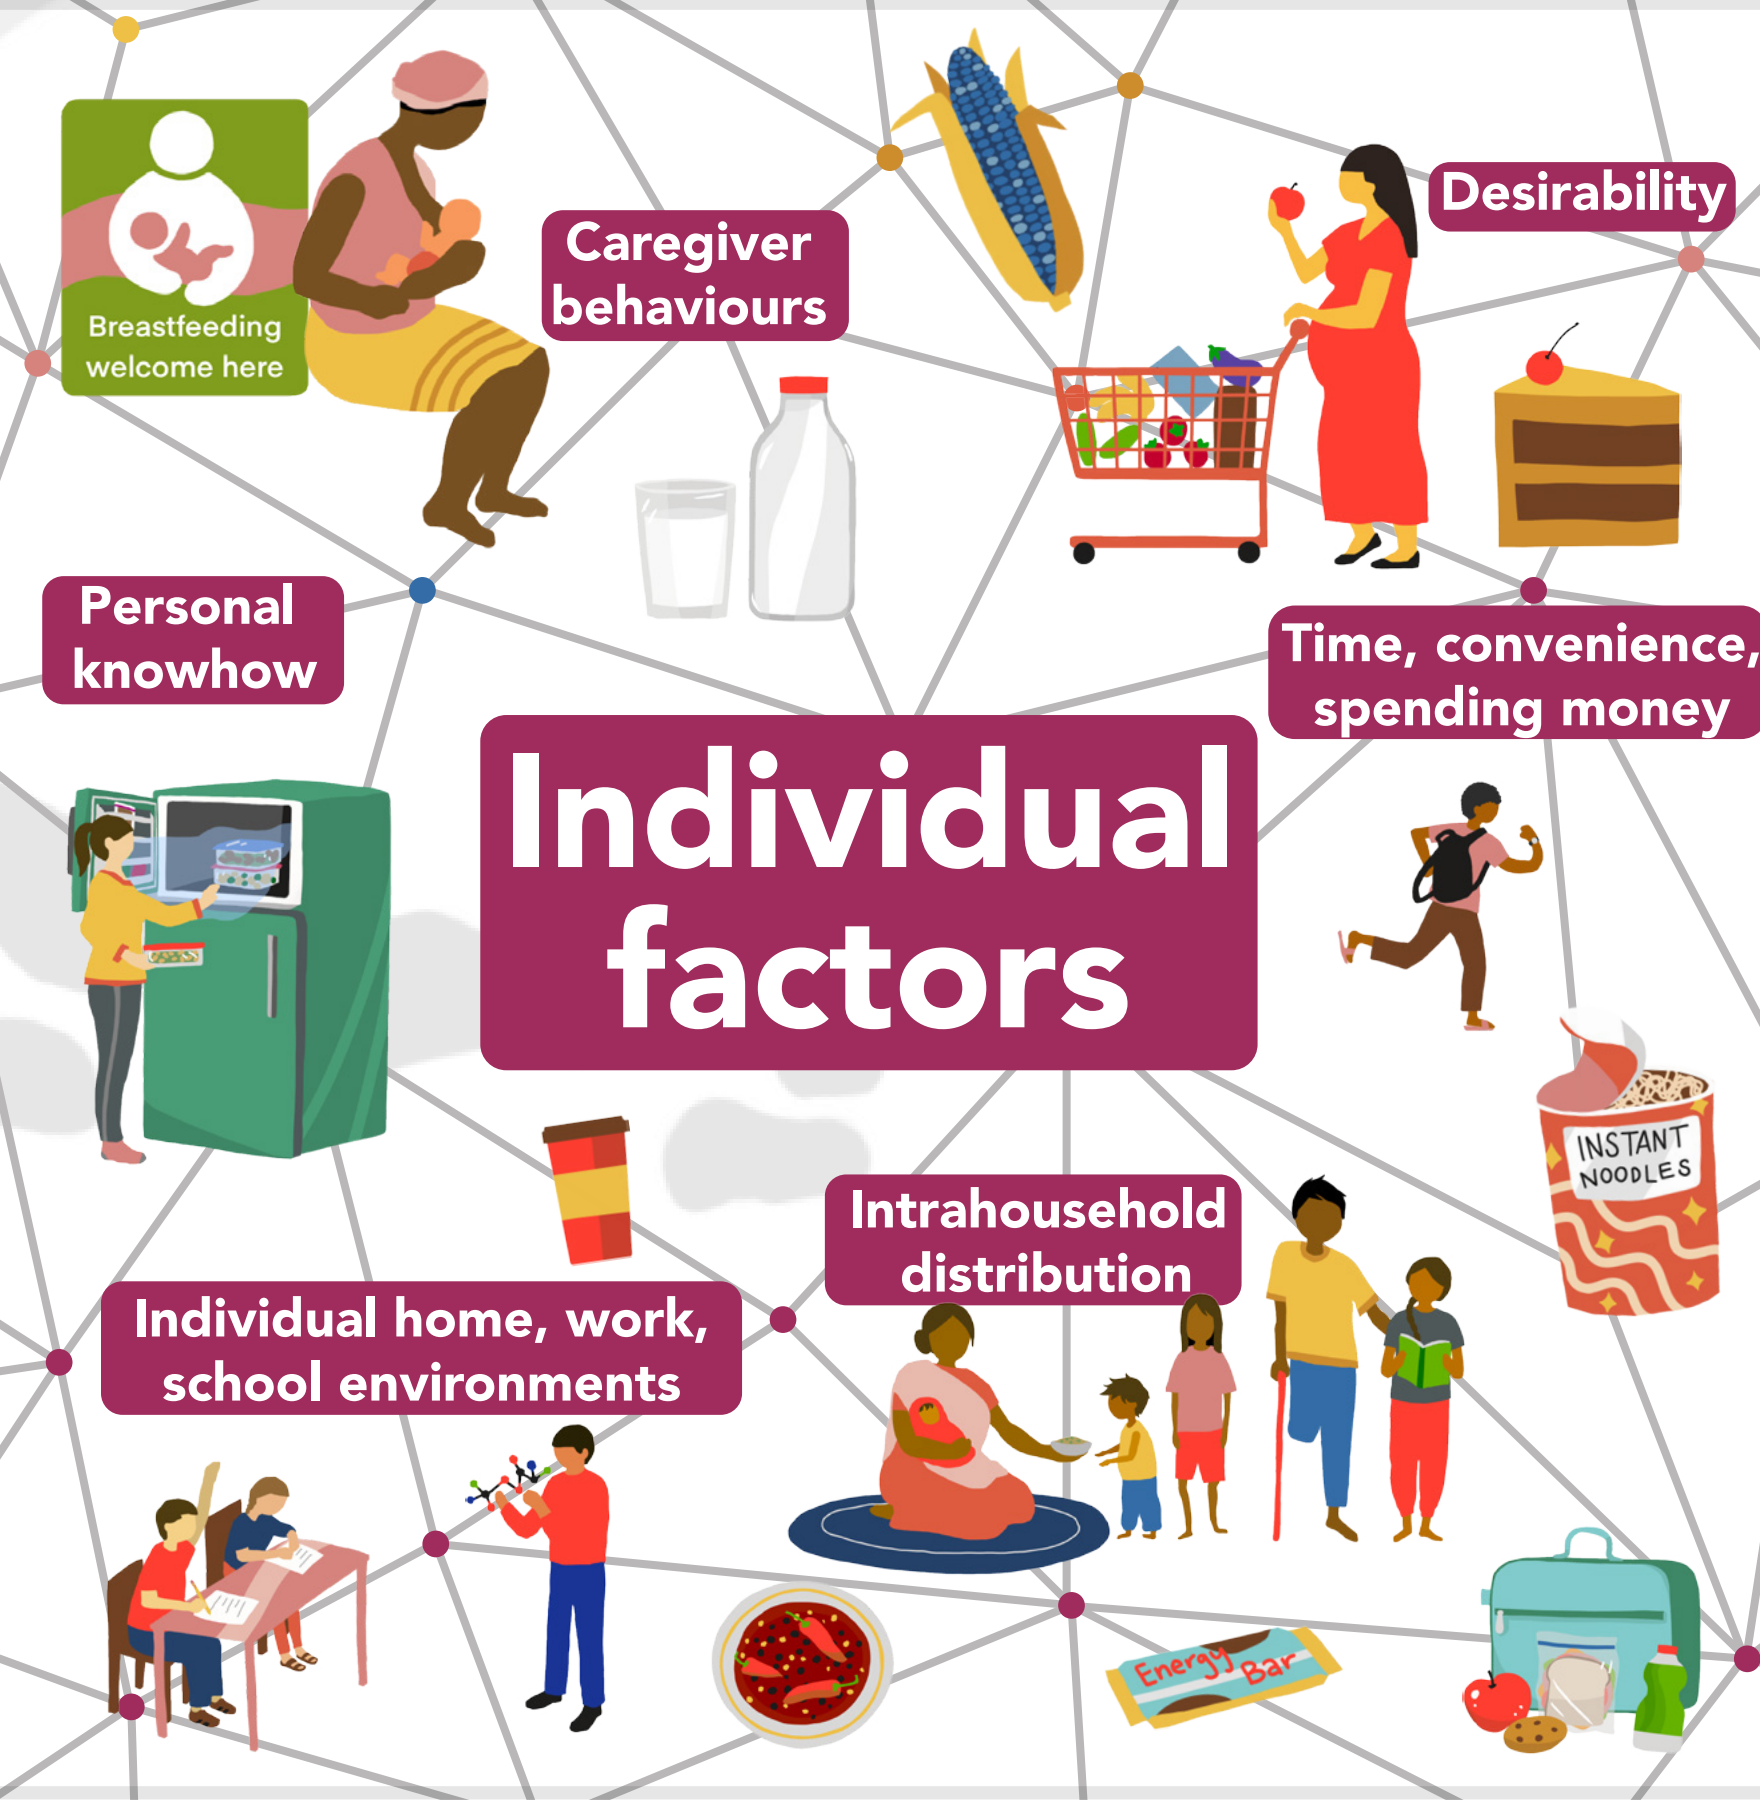 Breastfeeding
welcome here
Caregiver
behaviours
Desirability
Personal
knowhow
Time, convenience,
spending money
Individual
factors
INSTANT
NOODLES
Intrahousehold
distribution
Individual home, work,
school environments
Energy Bar